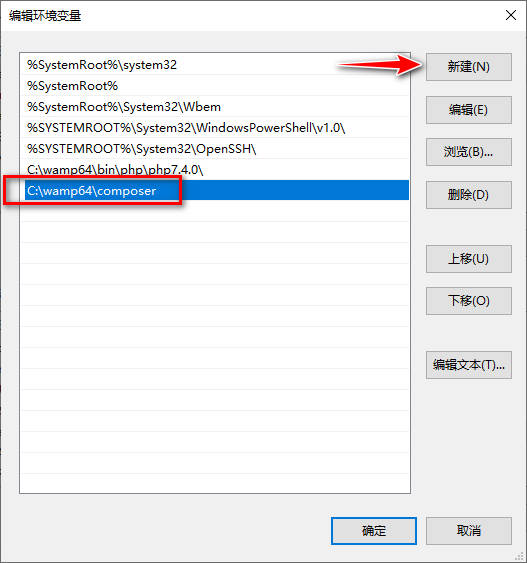 编辑环境变量
%SystemRoot%\system32
%SystemRoot%
%SystemRoot%\System32\Wbem
%SYSTEMROOT%\System32\WindowsPowerShell\v1.0\
%SYSTEMROOT%\System32\OpenSSH\
C:\wamp64\bin\php\php7.4.0\
C:\wamp64\composer
新建(N)
编辑(E)
浏览(B)...
删除(D)
上移(U)
下移(O)
编辑文本(T)...
确定
取消